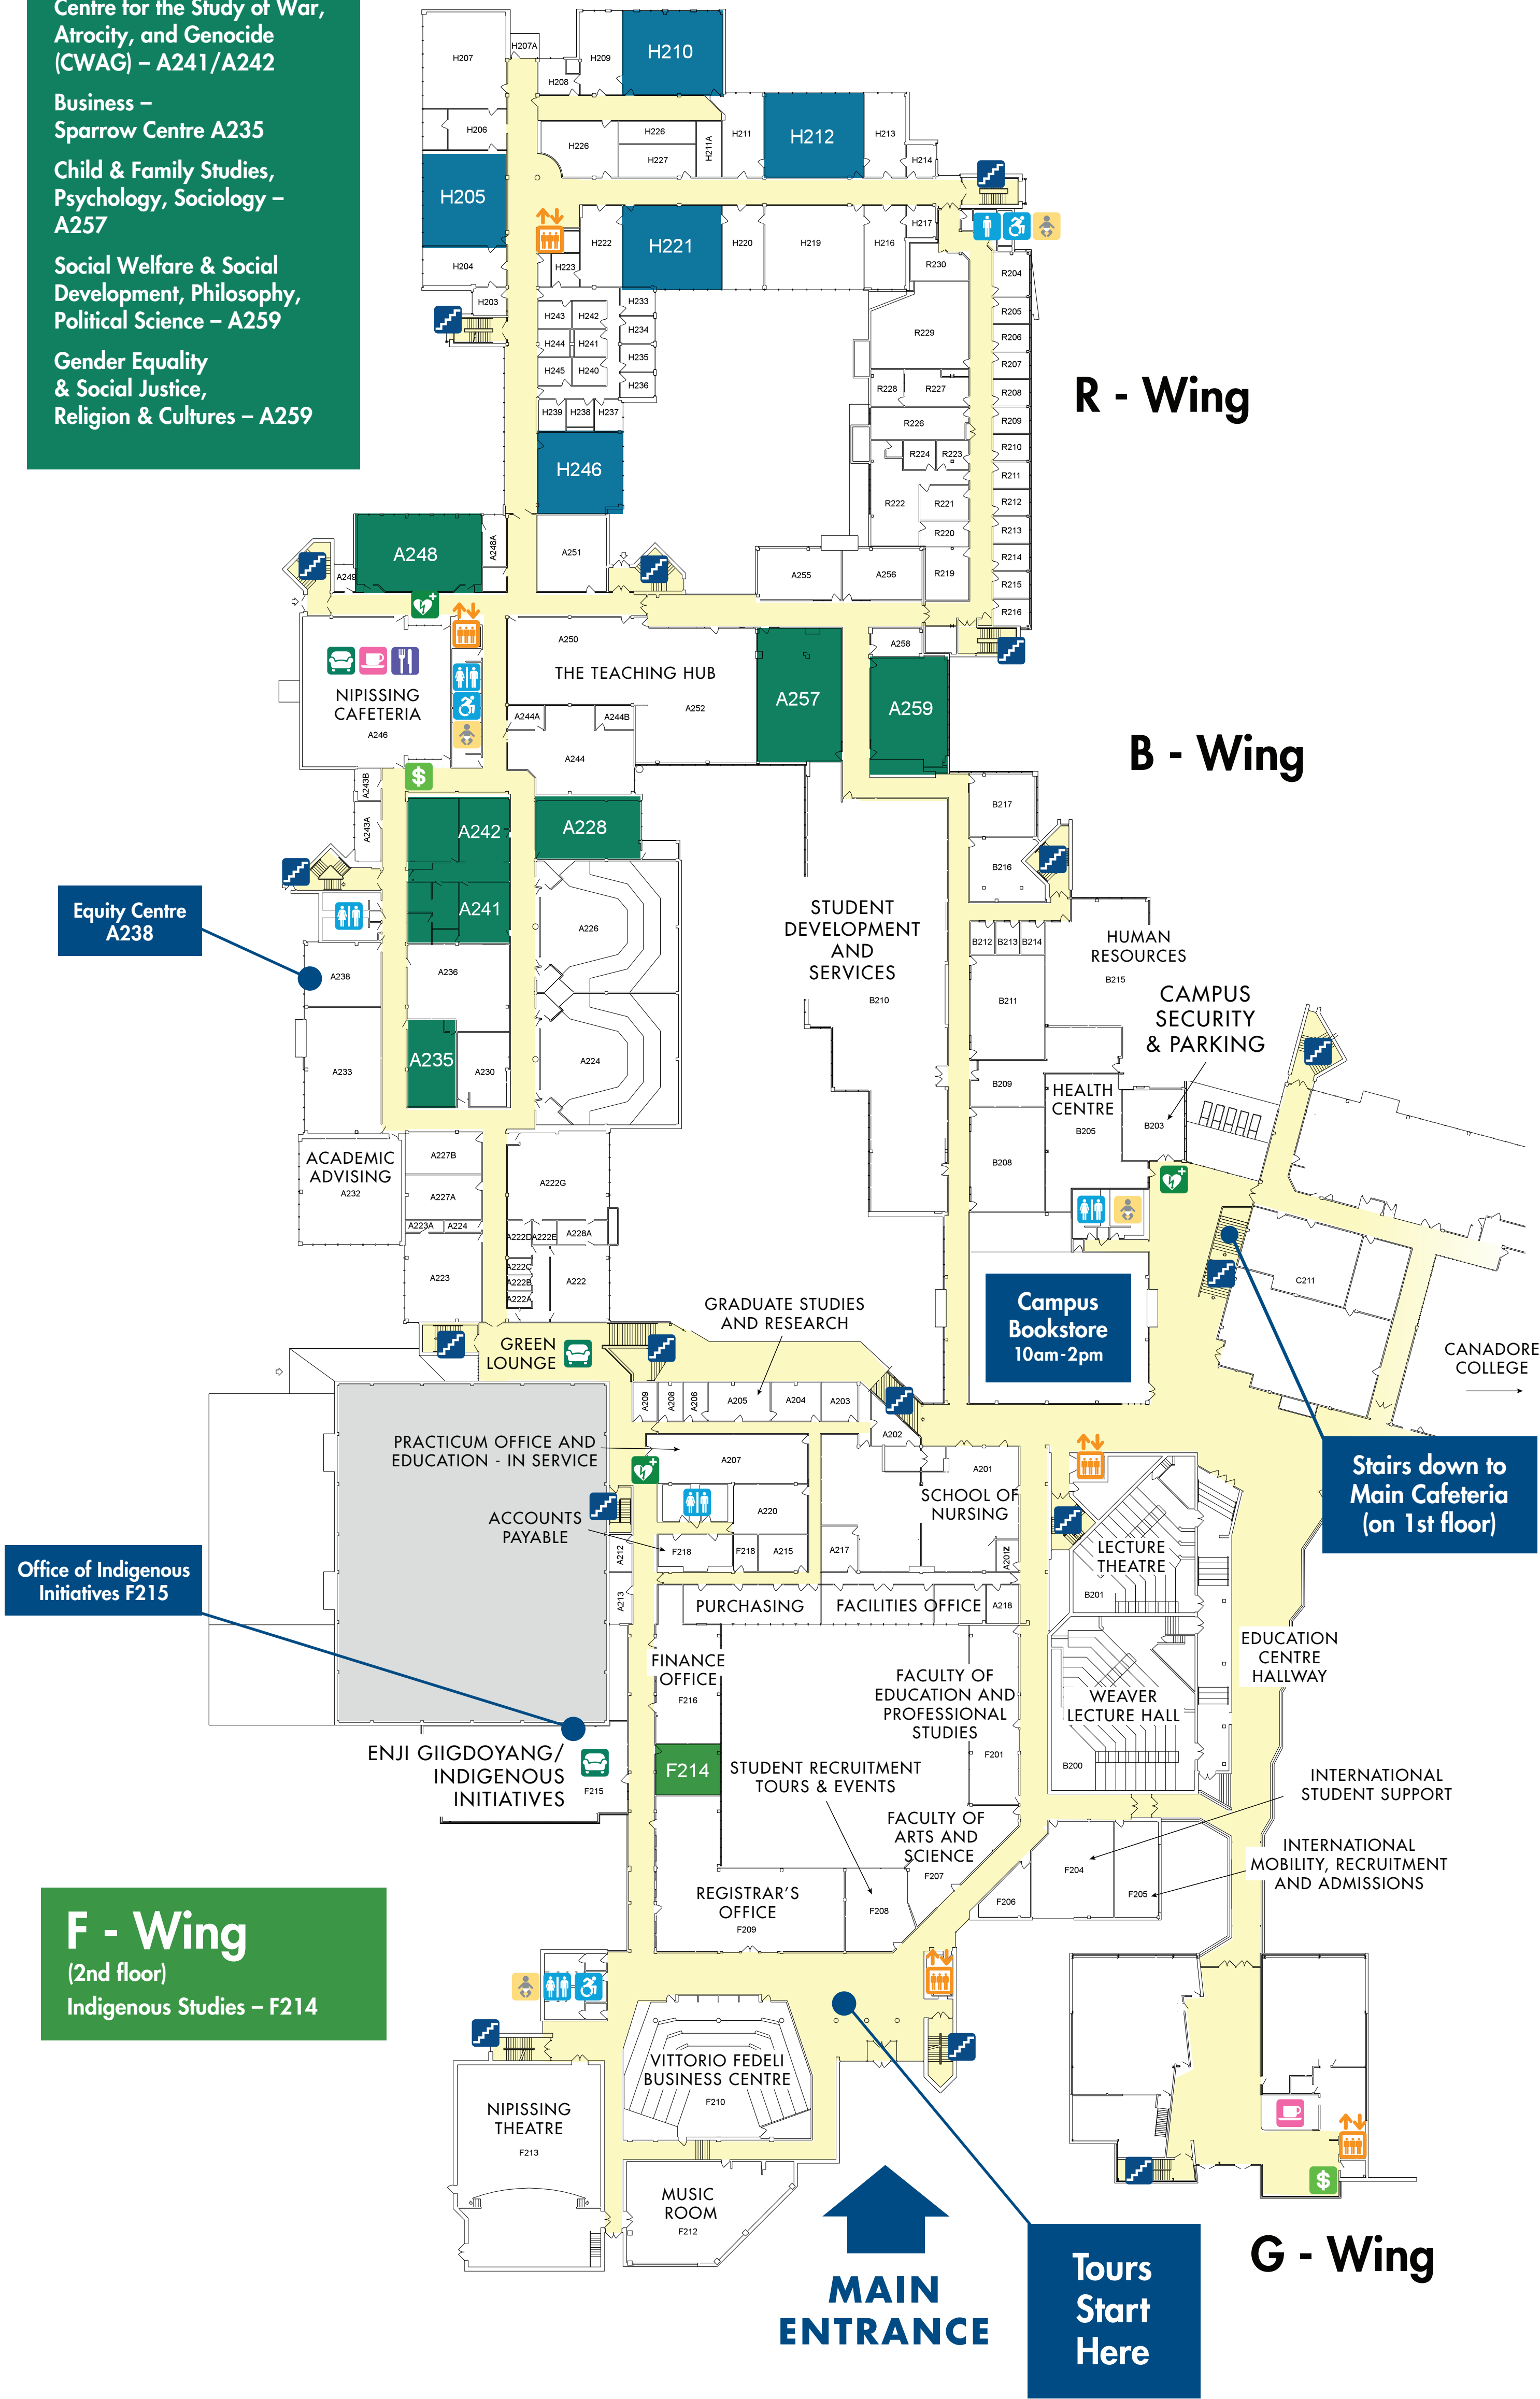 Centre for the Study of War,
Atrocity, and Genocide
(CWAG) – A241/A242
Business –
Sparrow Centre A235
Child & Family Studies,
Psychology, Sociology –
A257
Social Welfare & Social
Development, Philosophy,
Political Science – A259
Gender Equality
& Social Justice,
Religion & Cultures – A259
H207
H207A
H208
H209
H210
H206
H226
H226
H227
H211A
H211
H212
H213
H214
H205
H204
H203
H222
H223
H221
H220
H219
H216
H217
R230
R204
R205
R206
R207
R208
R209
R210
R211
R212
R213
R214
R215
R216
R229
R228
R227
R226
R224
R223
R222
R221
R220
R219
H243
H242
H233
H234
H244
H241
H235
H245
H240
H236
H239
H238
H237
H246
R - Wing
A248
A248A
A249
A251
A255
A256
A250
THE TEACHING HUB
A252
A257
A258
A259
NIPISSING
CAFETERIA
A246
A244A
A244B
A244
B - Wing
A243B
A243A
A242
A241
A228
B217
B216
Equity Centre
A238
A238
A236
A226
STUDENT
DEVELOPMENT
AND
SERVICES
B210
B212
B213
B214
HUMAN
RESOURCES
B215
B211
CAMPUS
SECURITY
& PARKING
A233
A235
A230
A224
B209
HEALTH
CENTRE
B205
B203
B208
ACADEMIC
ADVISING
A232
A227B
A227A
A223A
A224
A223
A222G
A222D
A222E
A228A
A222C
A222B
A222A
A222
C211
Campus
Bookstore
10am-2pm
CANADORE
COLLEGE
GREEN
LOUNGE
GRADUATE STUDIES
AND RESEARCH
A209
A208
A206
A205
A204
A203
A202
PRACTICUM OFFICE AND
EDUCATION - IN SERVICE
A207
A201
SCHOOL OF
NURSING
A220
ACCOUNTS
PAYABLE
F218
F218
A215
A217
A201Z
A212
A213
Stairs down to
Main Cafeteria
(on 1st floor)
LECTURE
THEATRE
B201
Office of Indigenous
Initiatives F215
PURCHASING
FACILITIES OFFICE
A218
FINANCE
OFFICE
F216
FACULTY OF
EDUCATION AND
PROFESSIONAL
STUDIES
F201
WEAVER
LECTURE HALL
B200
EDUCATION
CENTRE
HALLWAY
ENJI GIIGDOYANG/
INDIGENOUS
INITIATIVES
F215
F214
STUDENT RECRUITMENT
TOURS & EVENTS
FACULTY OF
ARTS AND
SCIENCE
F207
INTERNATIONAL
STUDENT SUPPORT
INTERNATIONAL
MOBILITY, RECRUITMENT
AND ADMISSIONS
F204
F205
F206
REGISTRAR'S
OFFICE
F209
F208
F - Wing
(2nd floor)
Indigenous Studies – F214
VITTORIO FEDELI
BUSINESS CENTRE
F210
NIPISSING
THEATRE
F213
MUSIC
ROOM
F212
MAIN
ENTRANCE
Tours
Start
Here
G - Wing